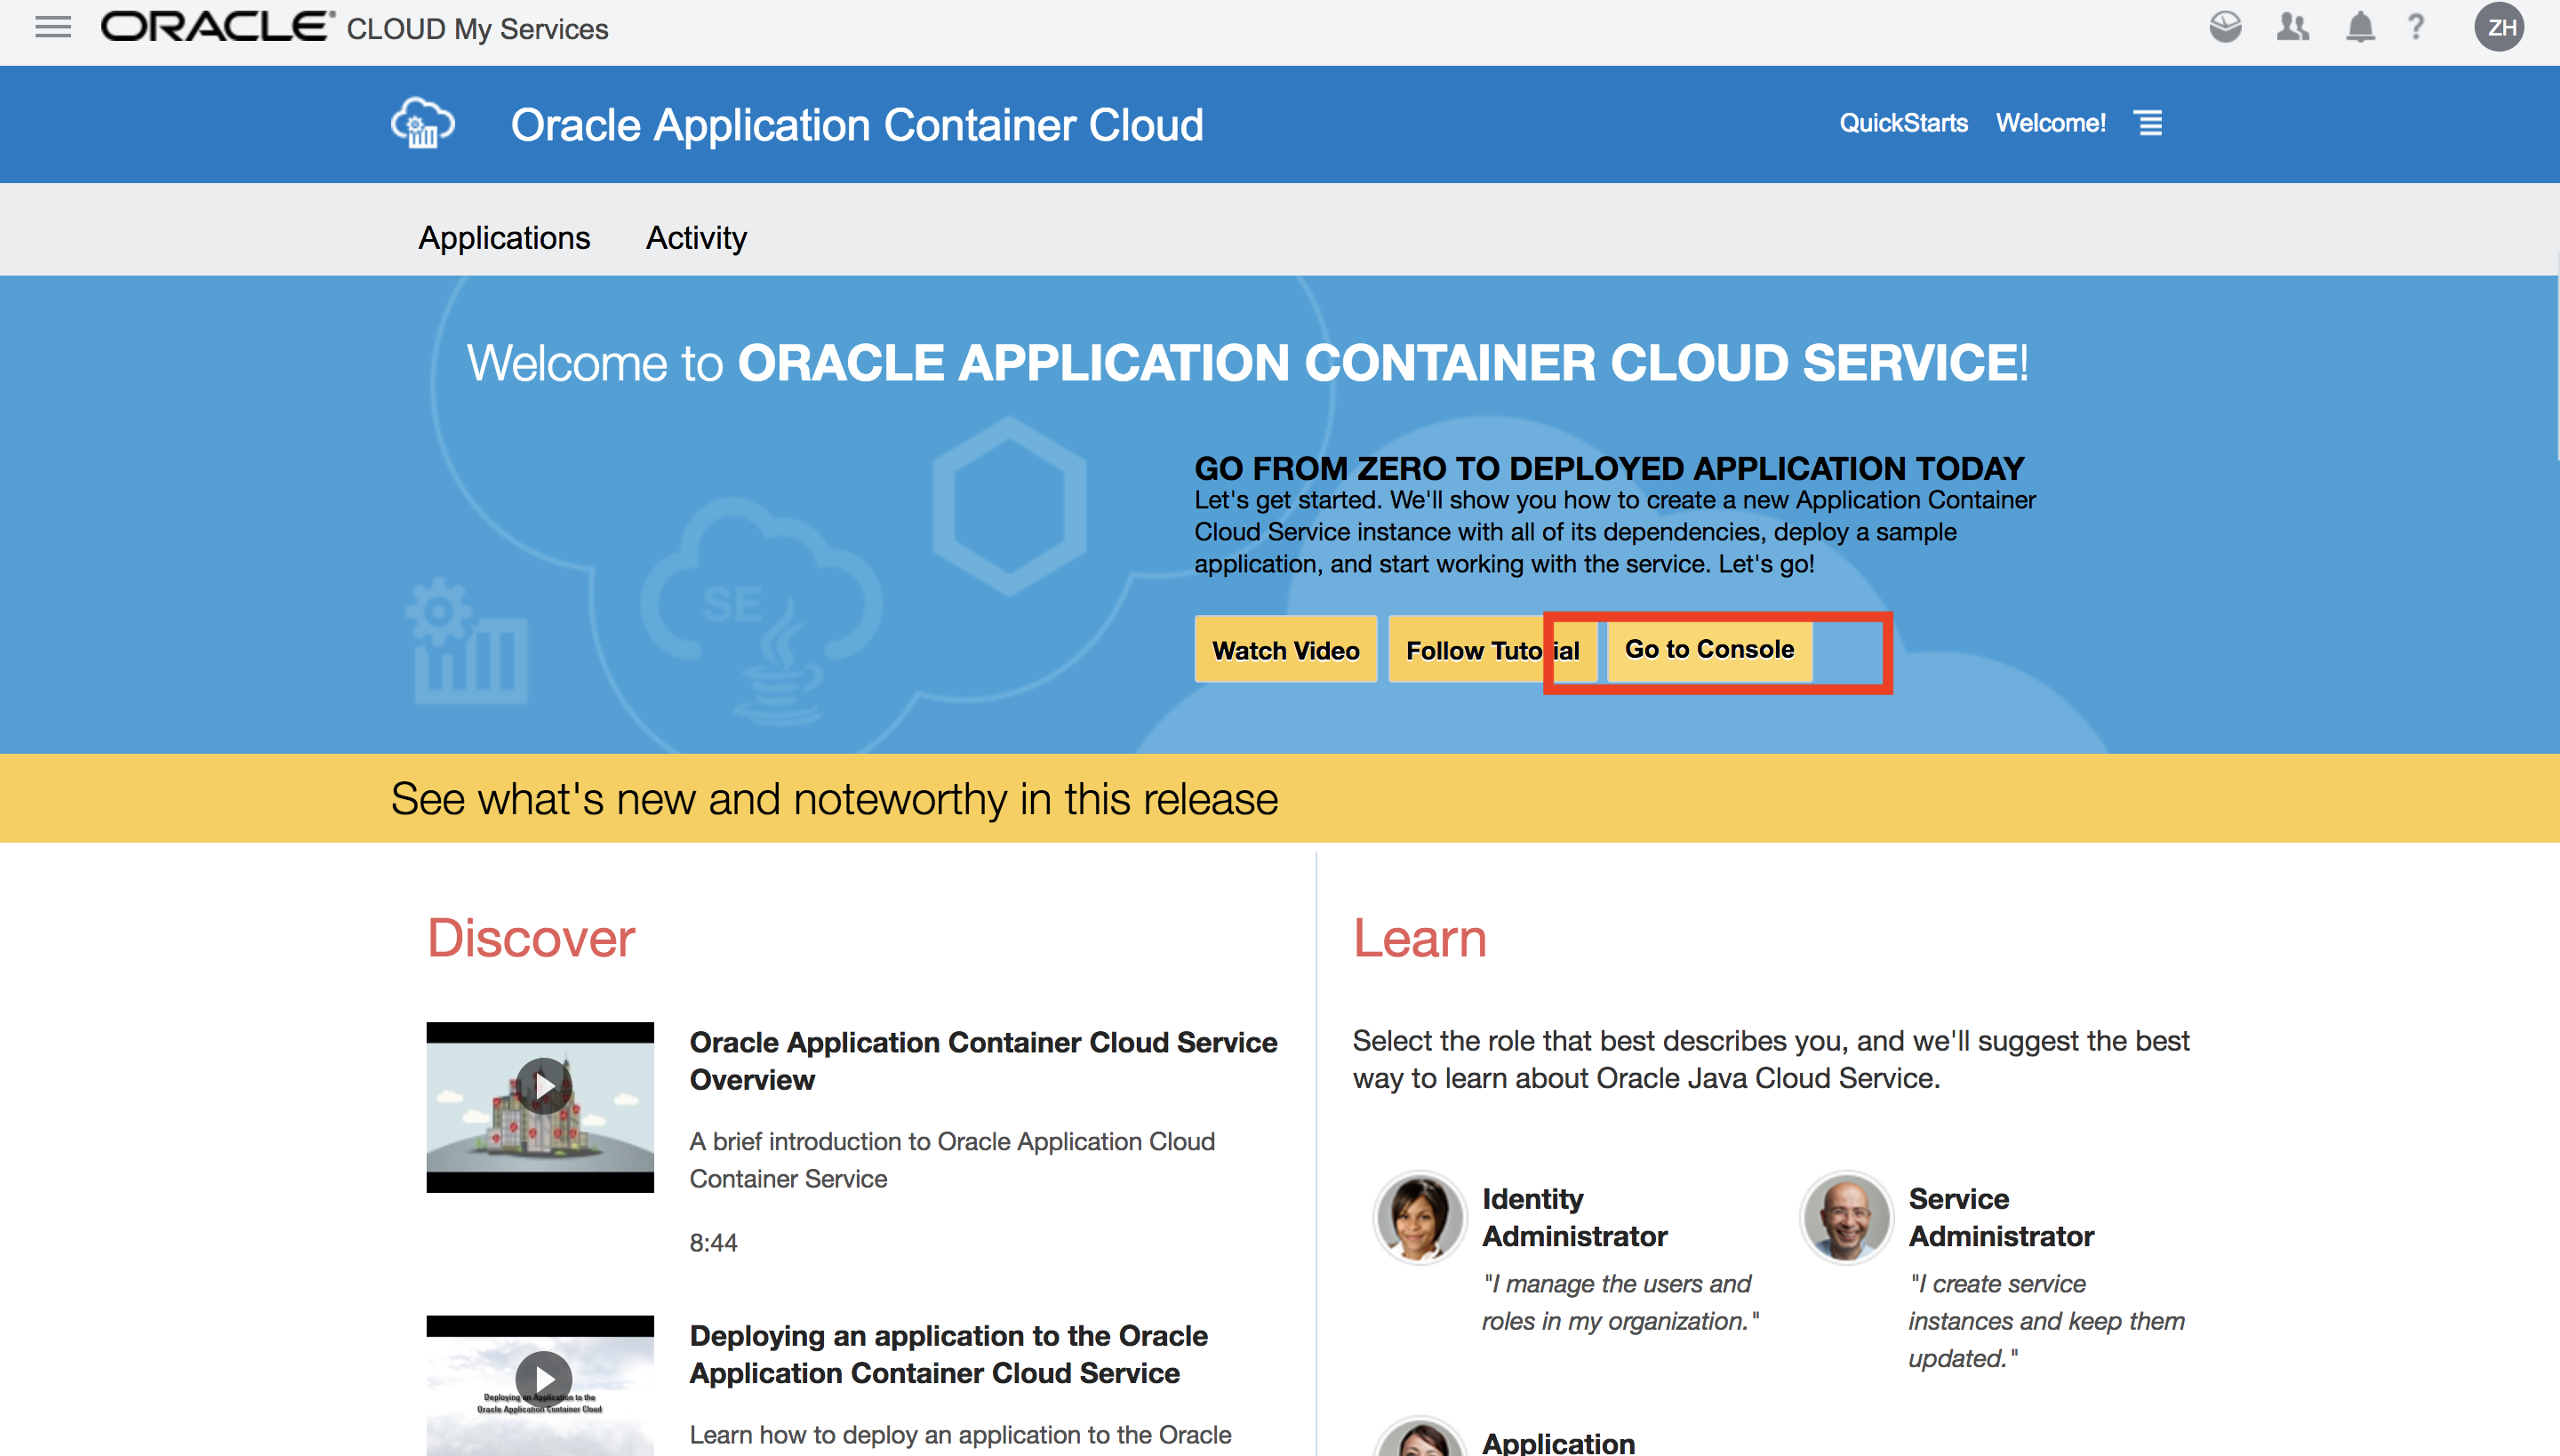 ORACLE® CLOUD My Services
? ZH
Oracle Application Container Cloud
QuickStarts Welcome!
Applications Activity
Welcome to ORACLE APPLICATION CONTAINER CLOUD SERVICE!
SE
GO FROM ZERO TO DEPLOYED APPLICATION TODAY
Let's get started. We'll show you how to create a new Application Container
Cloud Service instance with all of its dependencies, deploy a sample
application, and start working with the service. Let's go!
Watch Video Follow Tutorial Go to Console
See what's new and noteworthy in this release
Discover
Oracle Application Container Cloud Service
Overview
A brief introduction to Oracle Application Cloud
Container Service
8:44
Deploying an Application to the
Oracle Application Container Cloud
Deploying an application to the Oracle
Application Container Cloud Service
Learn how to deploy an application to the Oracle
Learn
Select the role that best describes you, and we'll suggest the best
way to learn about Oracle Java Cloud Service.
Identity
Administrator
"I manage the users and
roles in my organization."
Service
Administrator
"I create service
instances and keep them
updated."
Application